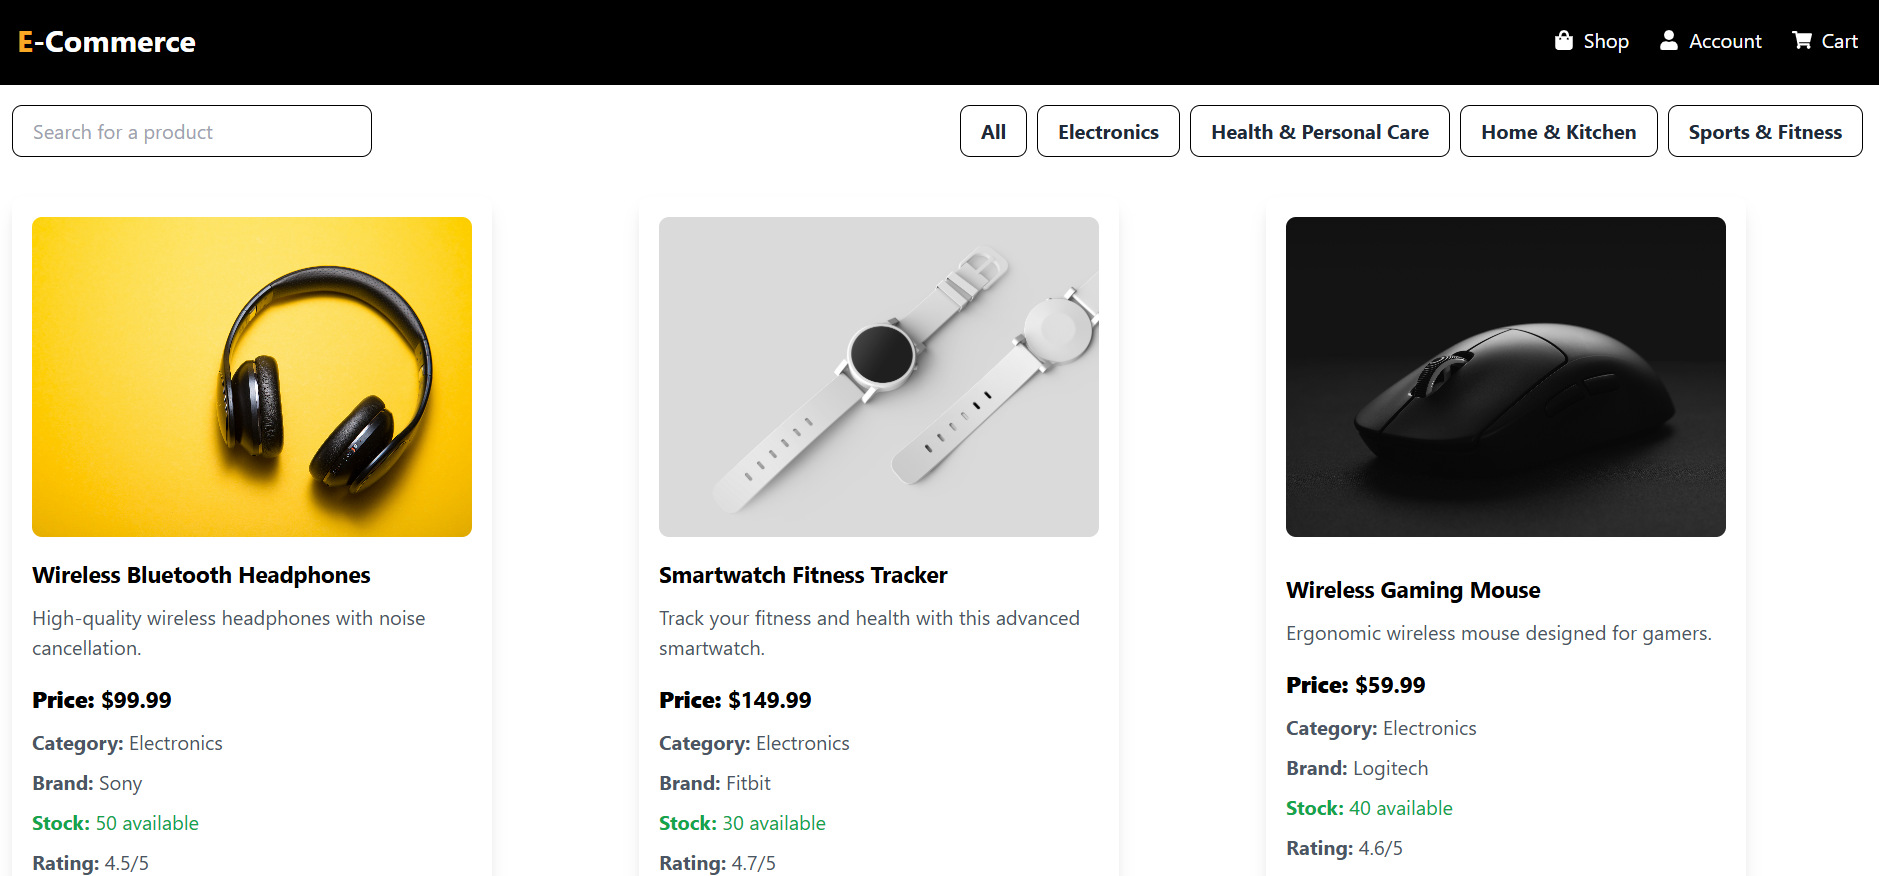 E-Commerce
Shop
Account
Cart
Search for a product
All
Electronics
Health & Personal Care
Home & Kitchen
Sports & Fitness
Wireless Bluetooth Headphones
High-quality wireless headphones with noise
cancellation.
Price: $99.99
Category: Electronics
Brand: Sony
Stock: 50 available
Rating: 4.5/5
Smartwatch Fitness Tracker
Track your fitness and health with this advanced
smartwatch.
Price: $149.99
Category: Electronics
Brand: Fitbit
Stock: 30 available
Rating: 4.7/5
Wireless Gaming Mouse
Ergonomic wireless mouse designed for gamers.
Price: $59.99
Category: Electronics
Brand: Logitech
Stock: 40 available
Rating: 4.6/5